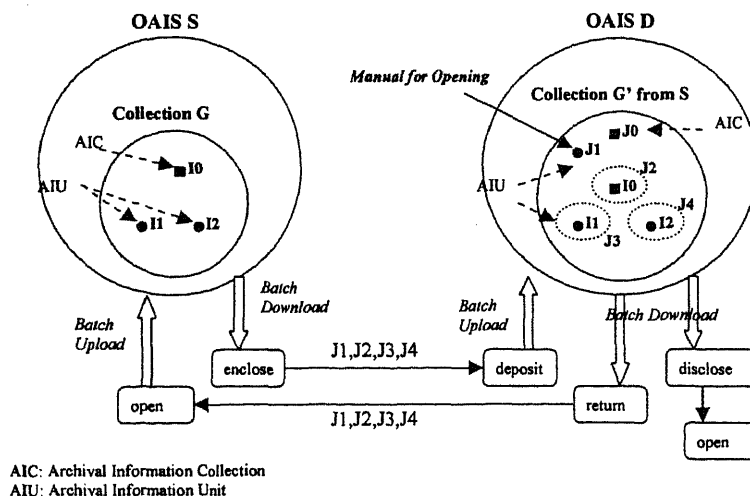 OAIS S
OAIS D
Manual for Opening
Collection G
Collection G' from S
AIC
I0
AIU
I1
I2
J0
AIC
J1
J2
AIU
I0
J4
I1
I2
J3
Batch Upload
Batch Download
Batch Upload
Batch Download
enclose
J1,J2,J3,J4
deposit
disclose
open
J1,J2,J3,J4
return
open
AIC: Archival Information Collection
AIU: Archival Information Unit